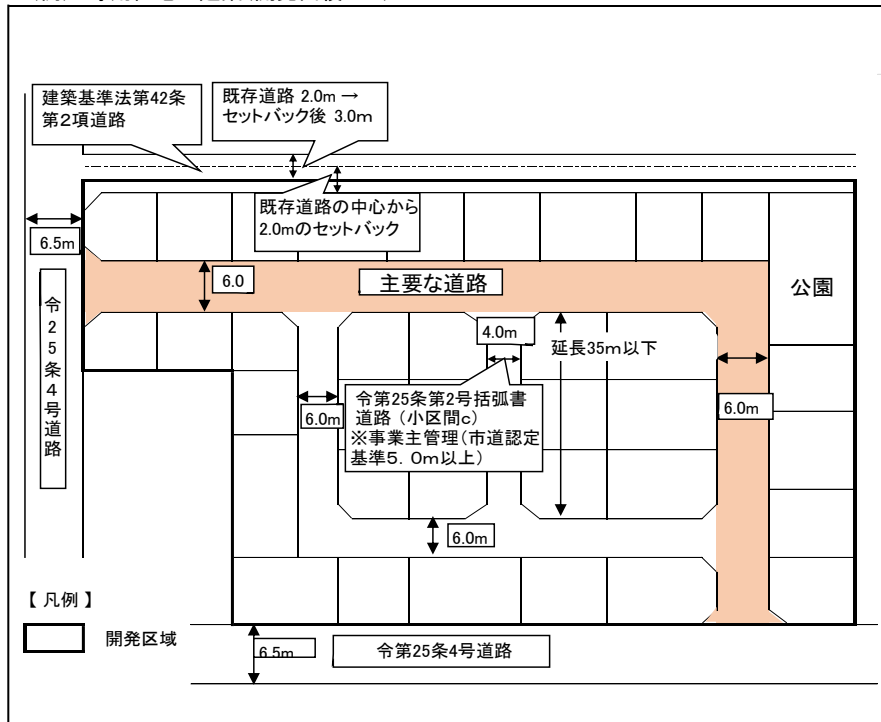 建築基準法第42条
第2項道路
既存道路 2.0m →
セットバック後 3.0m
既存道路の中心から
2.0mのセットバック
6.5m
令25条4号道路
6.0
主要な道路
公園
4.0m
延長35m以下
6.0m
令第25条第2号括弧書
道路(小区間c)
※事業主管理(市道認定
基準5.0m以上)
6.0m
6.0m
【 凡例 】
開発区域
6.5m
令第25条4号道路